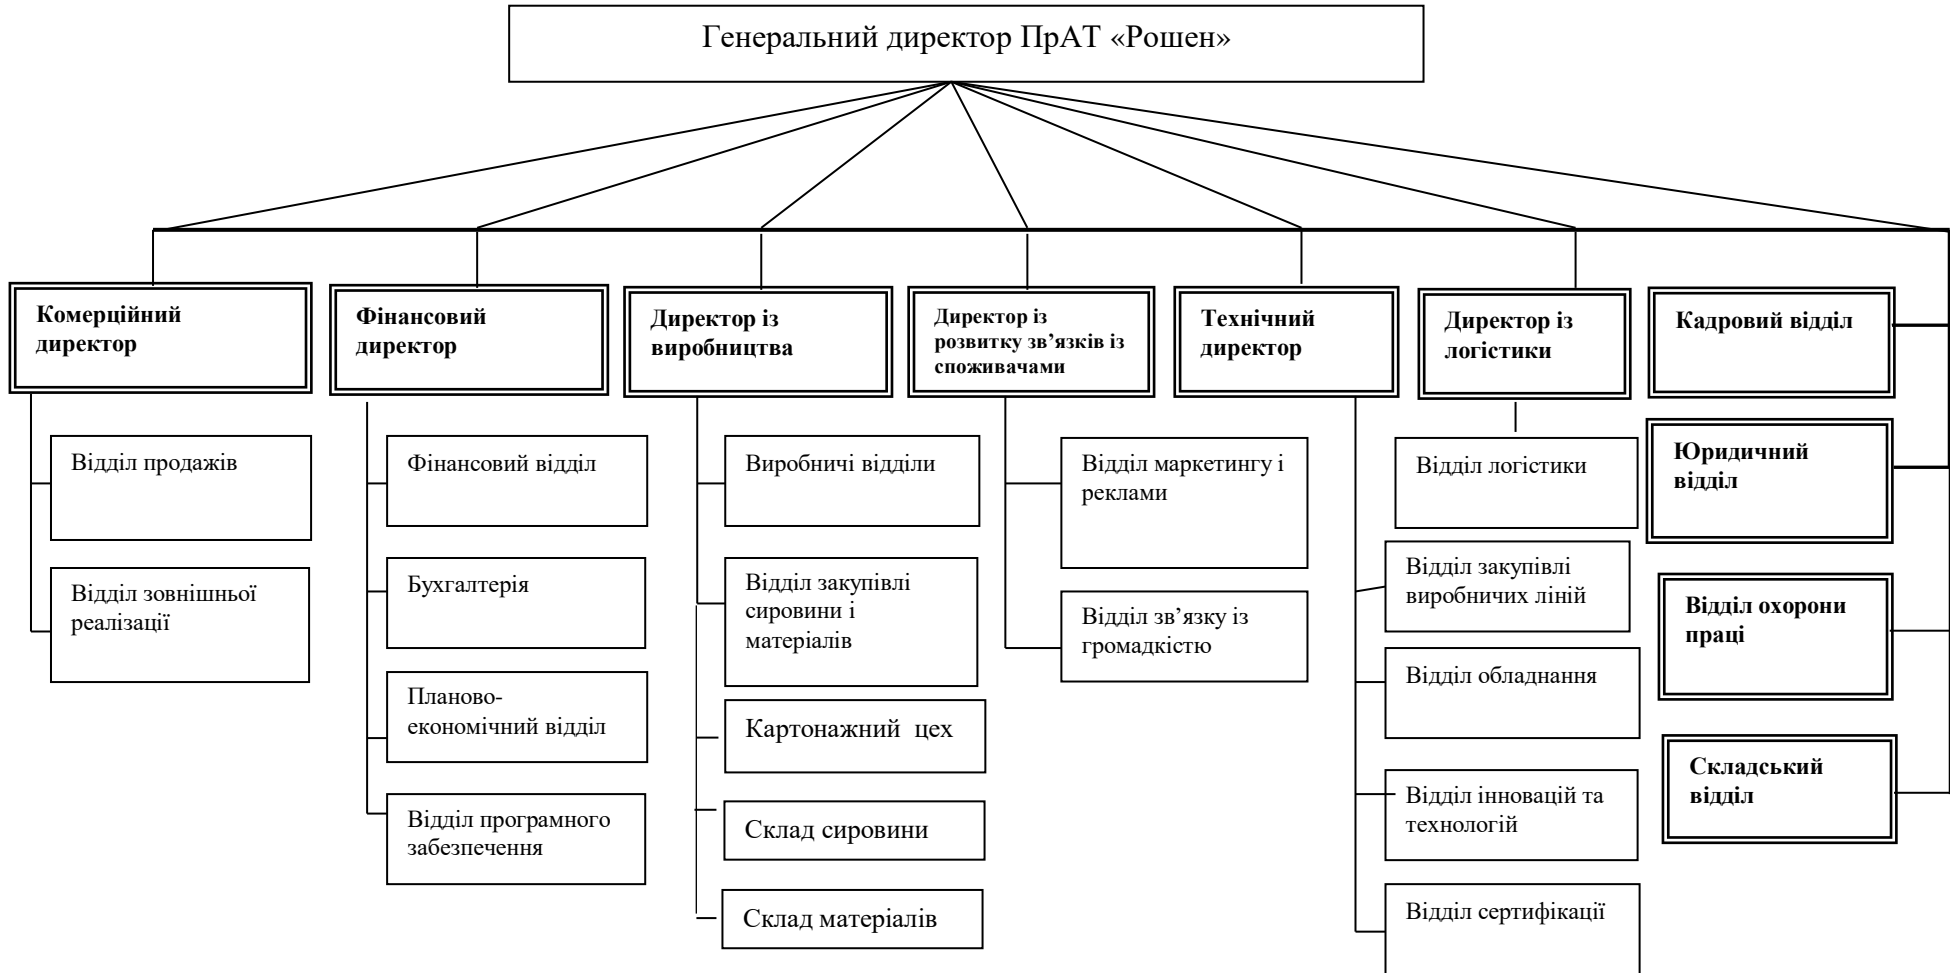 Генеральний директор ПрАТ «Рошен»
Комерційний
директор
Фінансовий
директор
Директор із
виробництва
Директор із
розвитку зв’язків із
споживачами
Технічний
директор
Директор із
логістики
Кадровий відділ
Відділ продажів
Відділ зовнішньої
реалізації
Фінансовий відділ
Бухгалтерія
Планово-
економічний відділ
Відділ програмного
забезпечення
Виробничі відділи
Відділ закупівлі
сировини і
матеріалів
Картонажний цех
Склад сировини
Склад матеріалів
Відділ маркетингу і
реклами
Відділ зв’язку із
громадкістю
Відділ логістики
Відділ закупівлі
виробничих ліній
Відділ обладнання
Відділ інновацій та
технологій
Відділ сертифікації
Юридичний
відділ
Відділ охорони
праці
Складський
відділ